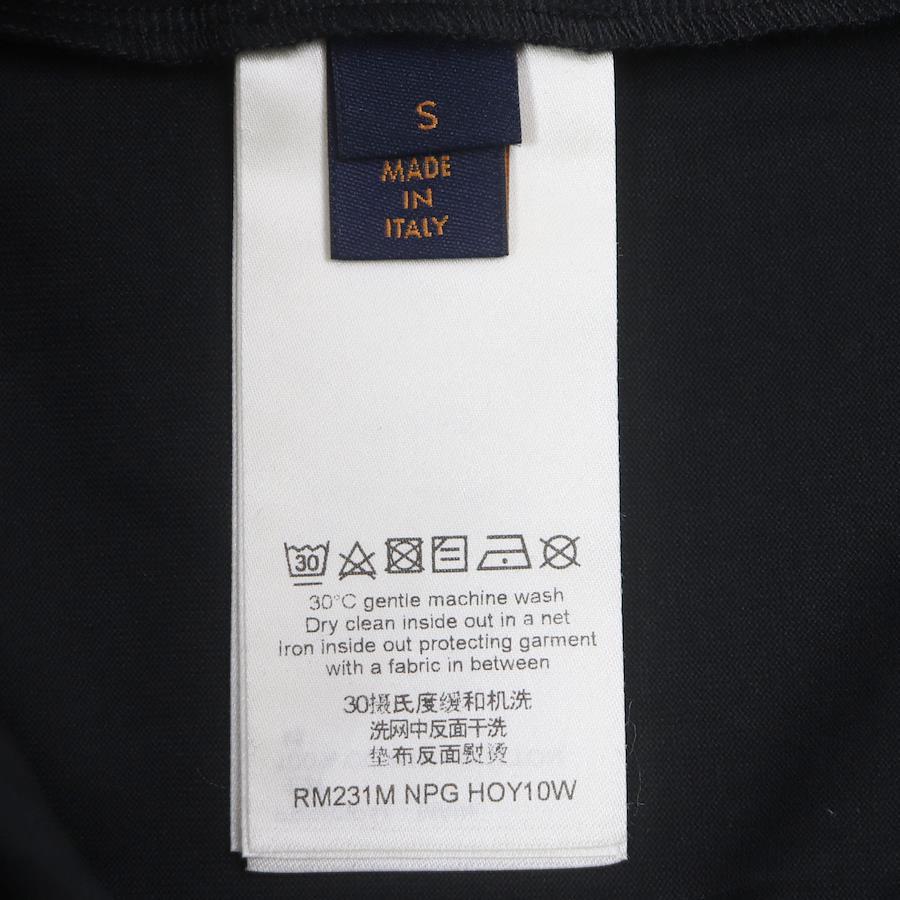 S
MADE
IN
ITALY
30
30°C gentle machine wash
Dry clean inside out in a net
Iron inside out protecting garment
with a fabric in between
30摄氏度缓和机洗
洗网中反面干洗
垫布反面熨烫
RM231M NPG HOY10W